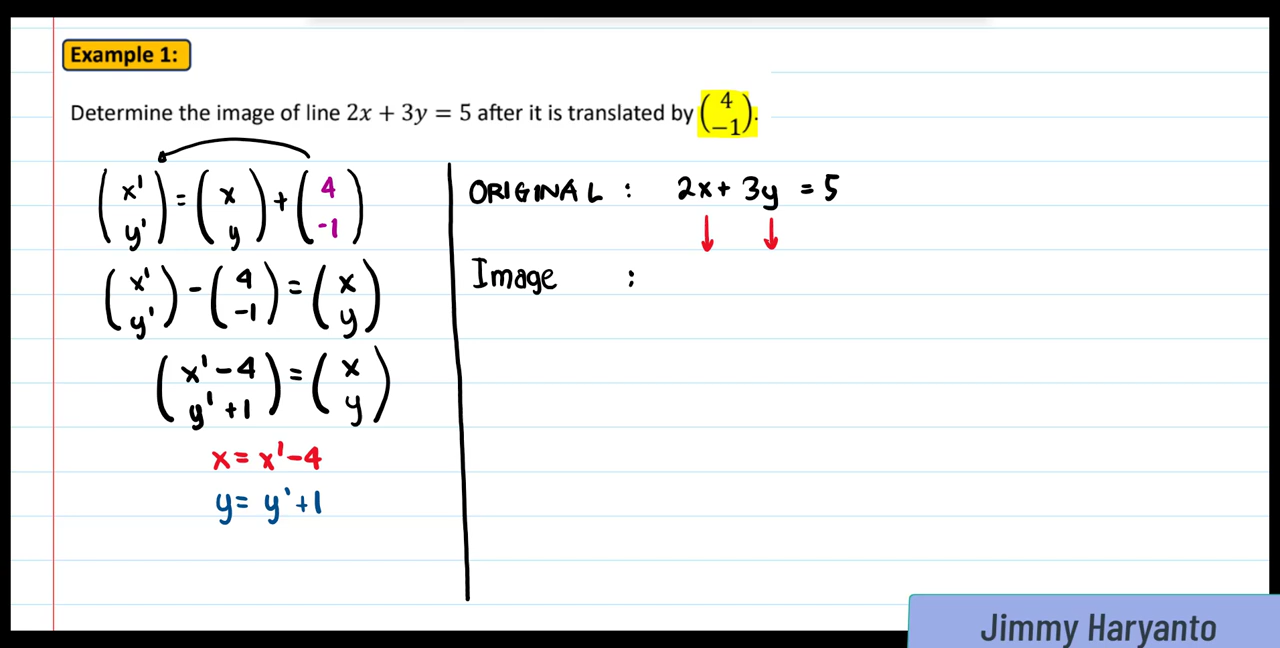 Example 1:
Determine the image of line 2x + 3y = 5 after it is translated by (4 −1).
(x' y') = (x y) + (4 -1)
(x' y') - (4 -1) = (x y)
(x'-4 y'+1) = (x y)
x = x'-4
y = y'+1
ORIGINAL : 2x + 3y = 5
Image :
Jimmy Haryanto